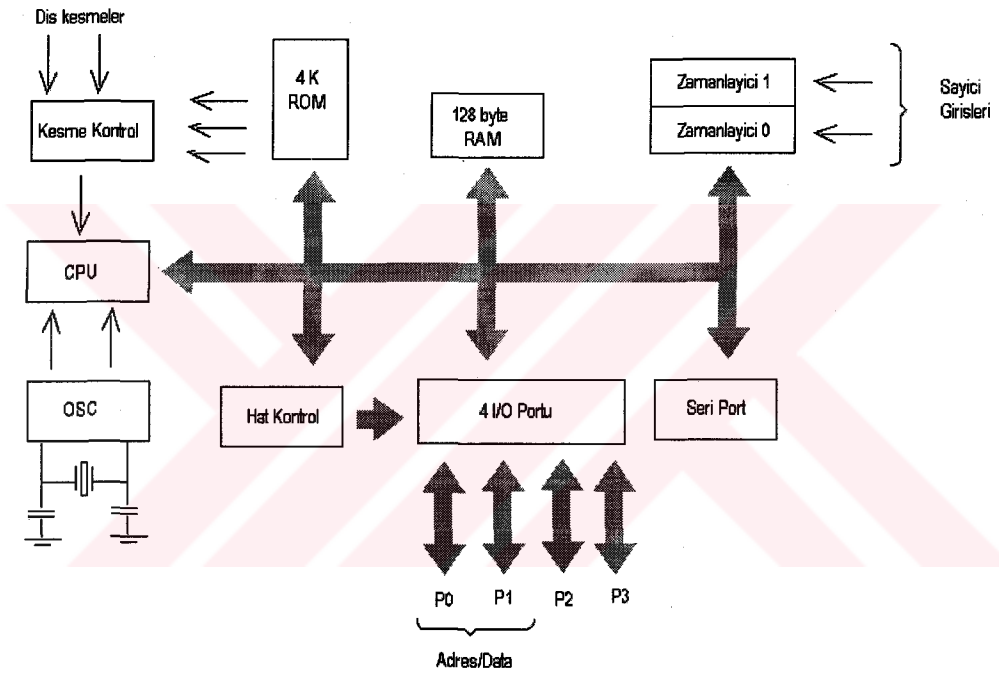 Dis kesmeler
4 K
ROM
128 byte
RAM
Zamanlayici 1
Zamanlayici 0
Sayici
Girisleri
Kesme Kontrol
CPU
OSC
Hat Kontrol
4 I/O Portu
Seri Port
P0 P1 P2 P3
Adres/Data